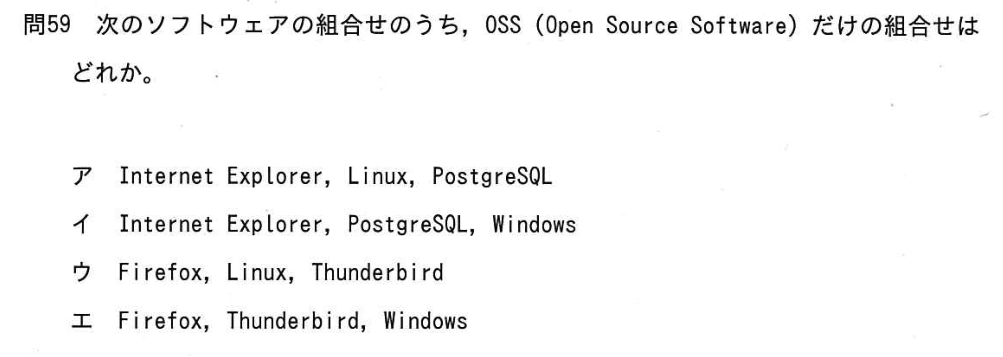 問59　次のソフトウェアの組合せのうち，OSS（Open Source Software）だけの組合せは
どれか。
ア　Internet Explorer, Linux, PostgreSQL
イ　Internet Explorer, PostgreSQL, Windows
ウ　Firefox, Linux, Thunderbird
エ　Firefox, Thunderbird, Windows